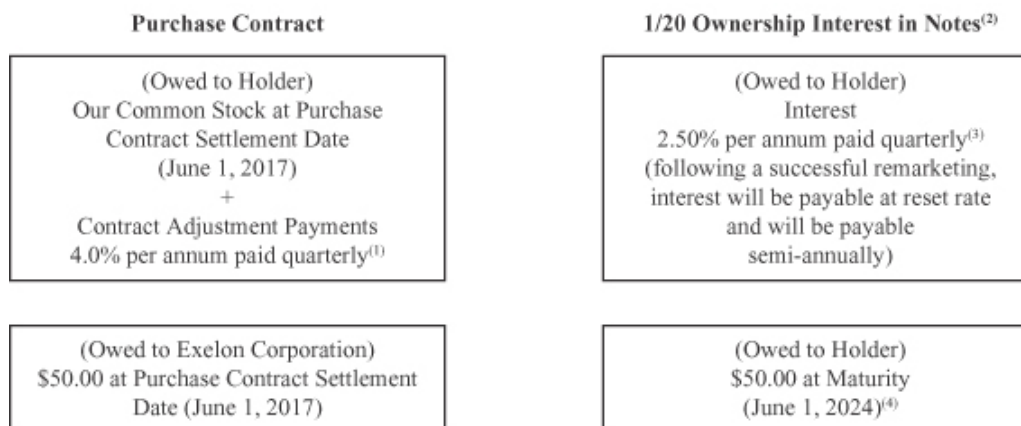 Purchase Contract
(Owed to Holder)
Our Common Stock at Purchase
Contract Settlement Date
(June 1, 2017)
+
Contract Adjustment Payments
4.0% per annum paid quarterly(1)
(Owed to Exelon Corporation)
$50.00 at Purchase Contract Settlement
Date (June 1, 2017)
1/20 Ownership Interest in Notes(2)
(Owed to Holder)
Interest
2.50% per annum paid quarterly(3)
(following a successful remarketing,
interest will be payable at reset rate
and will be payable
semi-annually)
(Owed to Holder)
$50.00 at Maturity
(June 1, 2024)(4)